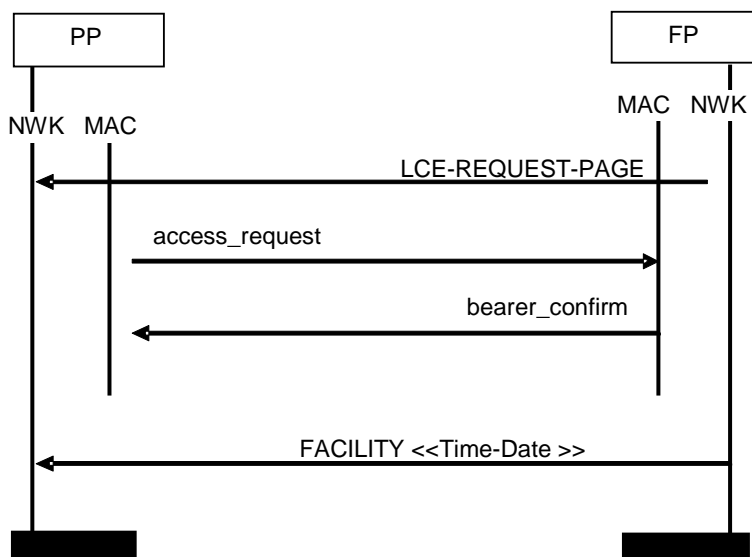 PP
FP
NWK MAC
MAC NWK
LCE-REQUEST-PAGE
access_request
bearer_confirm
FACILITY <<Time-Date >>